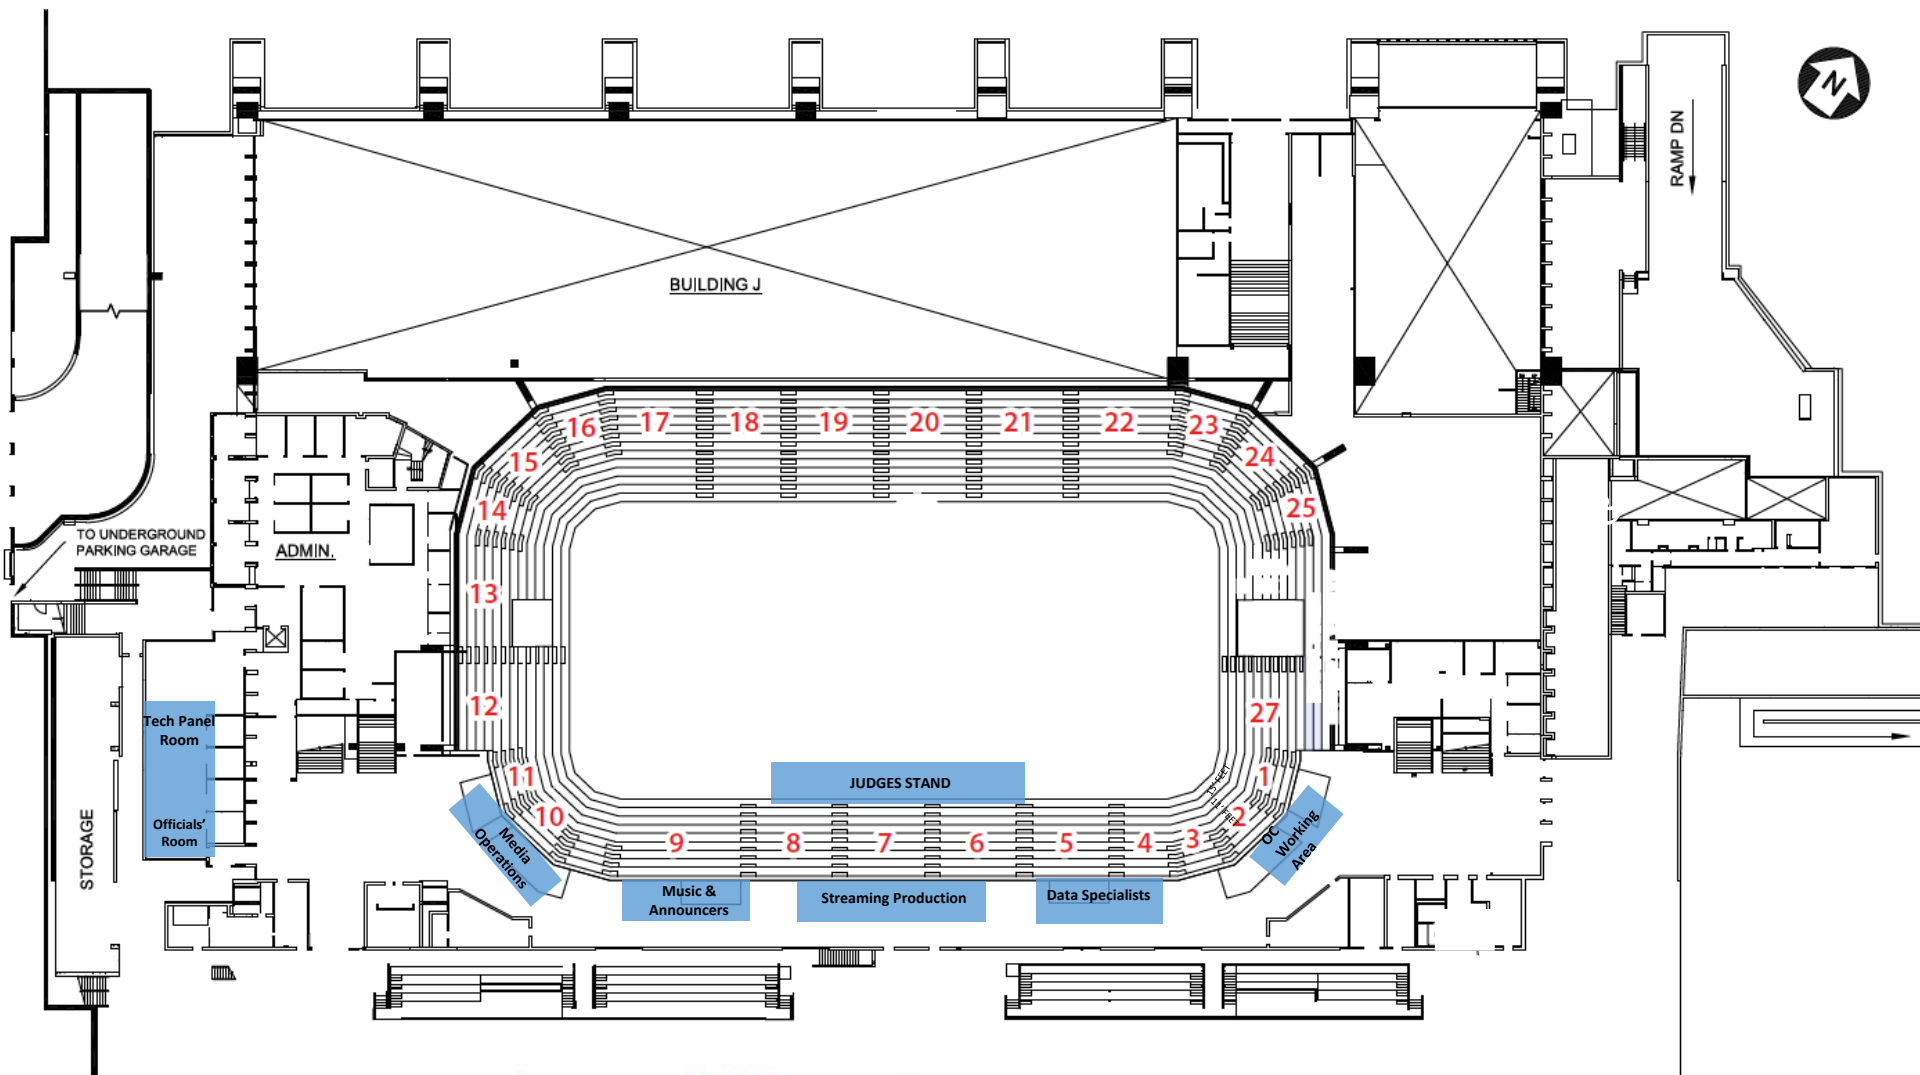 N
RAMP DN
BUILDING J
16
17
18
19
20
21
22
23
15
24
14
25
TO UNDERGROUND
PARKING GARAGE
ADMIN.
13
12
27
Tech Panel
Room
Officials'
Room
STORAGE
11
10
9
8
7
6
5
4
3
2
1
JUDGES STAND
Media
Operations
Music &
Announcers
Streaming Production
Data Specialists
OC
Working
Area